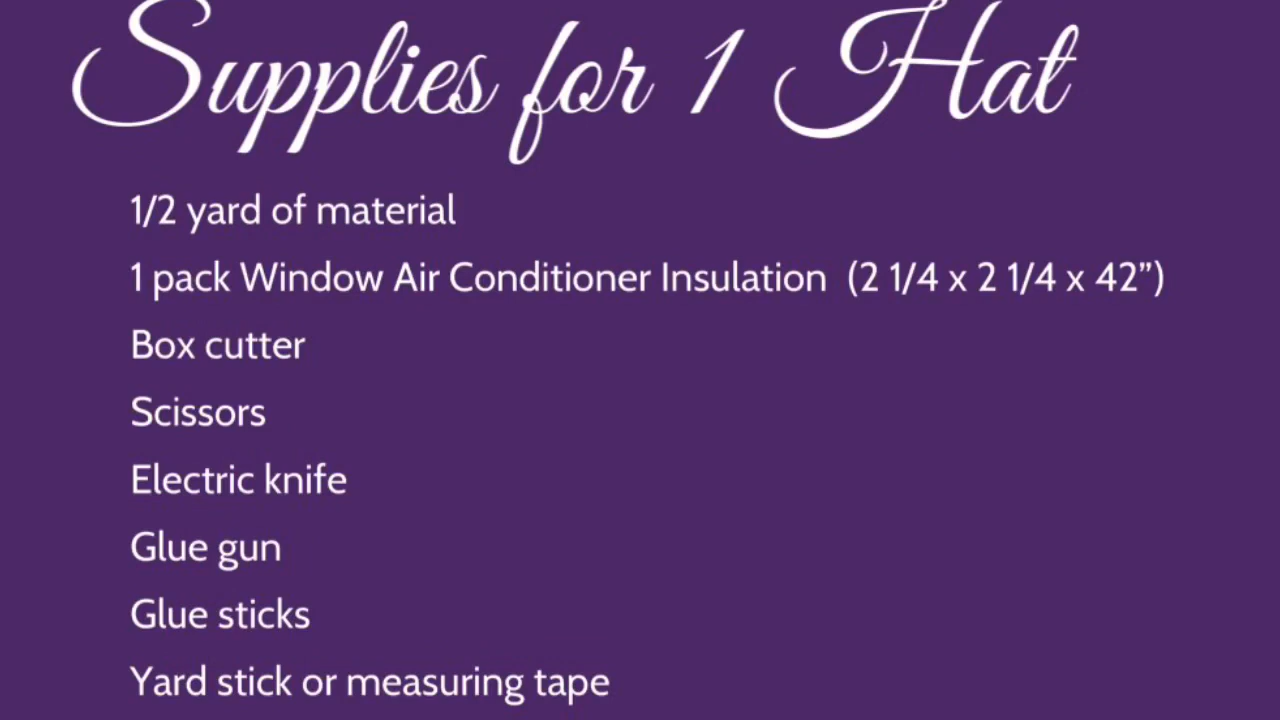 Supplies for 1 Hat
1/2 yard of material
1 pack Window Air Conditioner Insulation (2 1/4 x 2 1/4 x 42”)
Box cutter
Scissors
Electric knife
Glue gun
Glue sticks
Yard stick or measuring tape